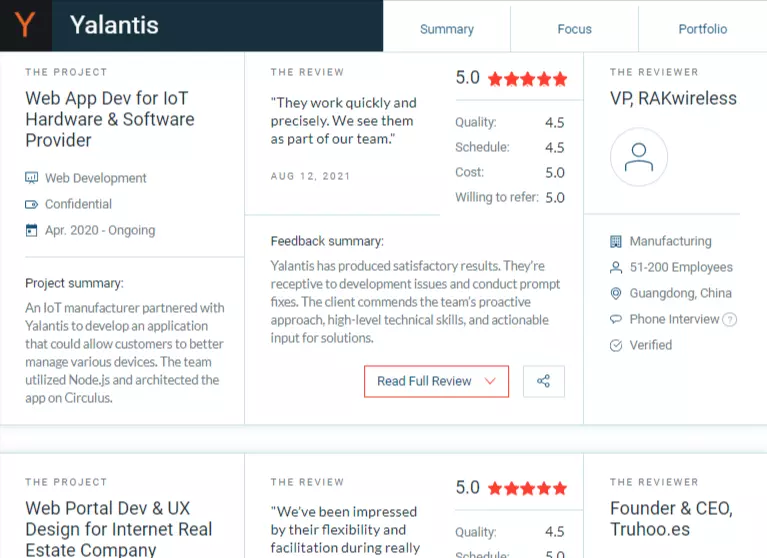 Y
Yalantis
Summary
Focus
Portfolio
THE PROJECT
Web App Dev for IoT
Hardware & Software
Provider
Web Development
Confidential
Apr. 2020 - Ongoing
Project summary:
An IoT manufacturer partnered with
Yalantis to develop an application
that could allow customers to better
manage various devices. The team
utilized Node.js and architected the
app on Circulus.
THE REVIEW
"They work quickly and
precisely. We see them
as part of our team."
AUG 12, 2021
5.0
Quality: 4.5
Schedule: 4.5
Cost: 5.0
Willing to refer: 5.0
Feedback summary:
Yalantis has produced satisfactory results. They're
receptive to development issues and conduct prompt
fixes. The client commends the team's proactive
approach, high-level technical skills, and actionable
input for solutions.
Read Full Review
THE REVIEWER
VP, RAKwireless
Manufacturing
51-200 Employees
Guangdong, China
Phone Interview ?
Verified
THE PROJECT
Web Portal Dev & UX
Design for Internet Real
Estate Company
THE REVIEW
"We've been impressed
by their flexibility and
facilitation during really
5.0
Quality: 4.5
Schedule: 5.0
THE REVIEWER
Founder & CEO,
Truhoo.es